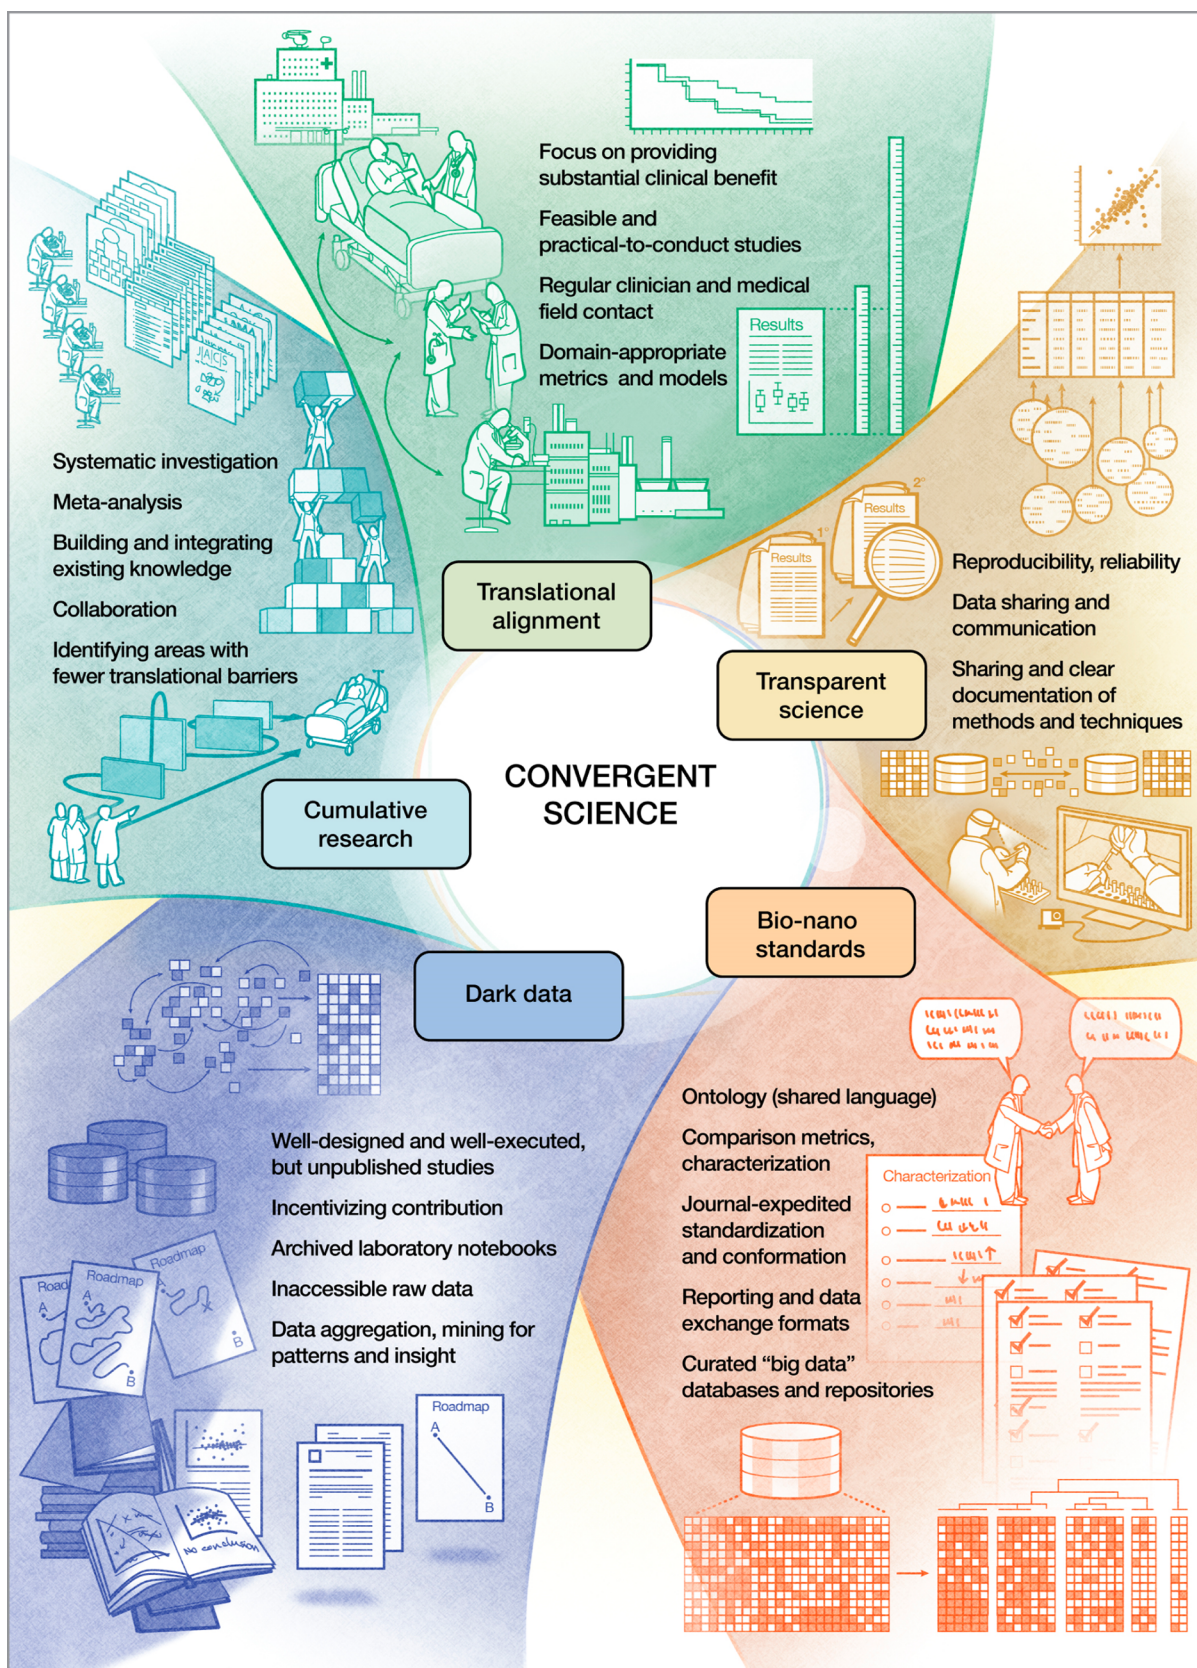 Focus on providing
substantial clinical benefit
Feasible and
practical-to-conduct studies
Regular clinician and medical
field contact
Domain-appropriate
metrics and models
Results
Translational
alignment
JACS
Systematic investigation
Meta-analysis
Building and integrating
existing knowledge
Collaboration
Identifying areas with
fewer translational barriers
Cumulative
research
1°
Results
2°
Results
Reproducibility, reliability
Data sharing and
communication
Sharing and clear
documentation of
methods and techniques
Transparent
science
CONVERGENT
SCIENCE
Dark data
Well-designed and well-executed,
but unpublished studies
Incentivizing contribution
Archived laboratory notebooks
Inaccessible raw data
Data aggregation, mining for
patterns and insight
Road
A
Roadmap
A
B
Roadmap
A
X
B
Roadmap
A
B
No conclusion
Bio-nano
standards
Ontology (shared language)
Comparison metrics,
characterization
Journal-expedited
standardization
and conformation
Reporting and data
exchange formats
Curated “big data”
databases and repositories
Characterization